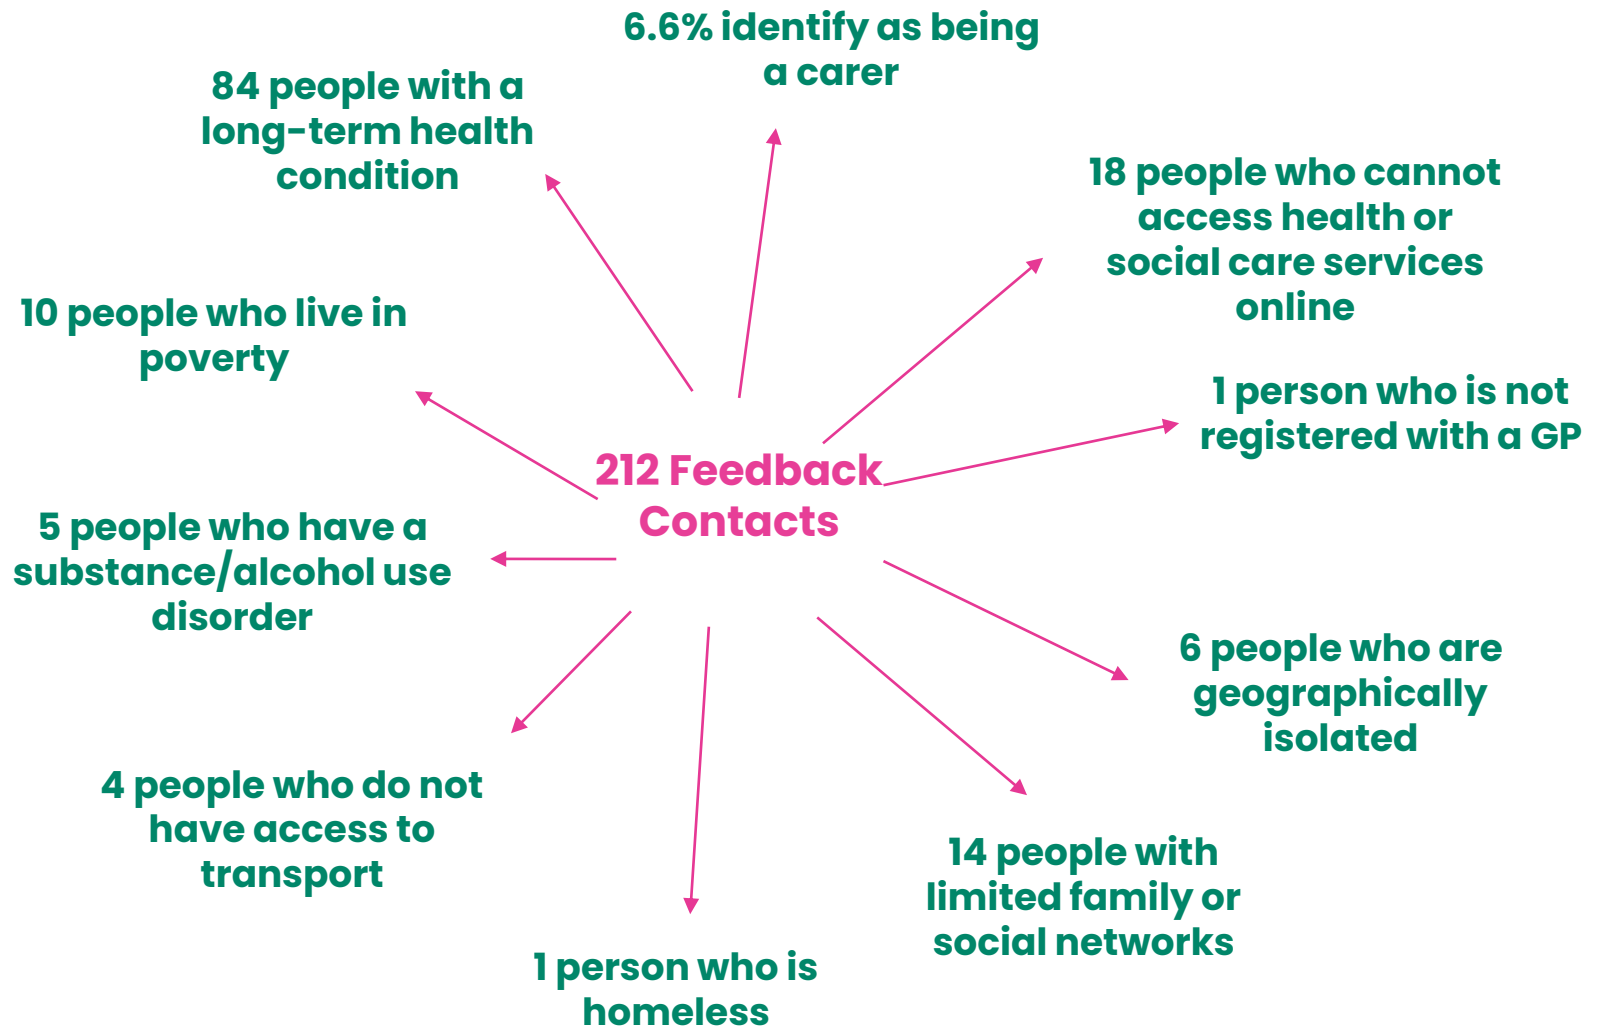 6.6% identify as being
a carer
84 people with a
long-term health
condition
18 people who cannot
access health or
social care services
online
10 people who live in
poverty
1 person who is not
registered with a GP
212 Feedback
Contacts
5 people who have a
substance/alcohol use
disorder
6 people who are
geographically
isolated
4 people who do not
have access to
transport
14 people with
limited family or
social networks
1 person who is
homeless